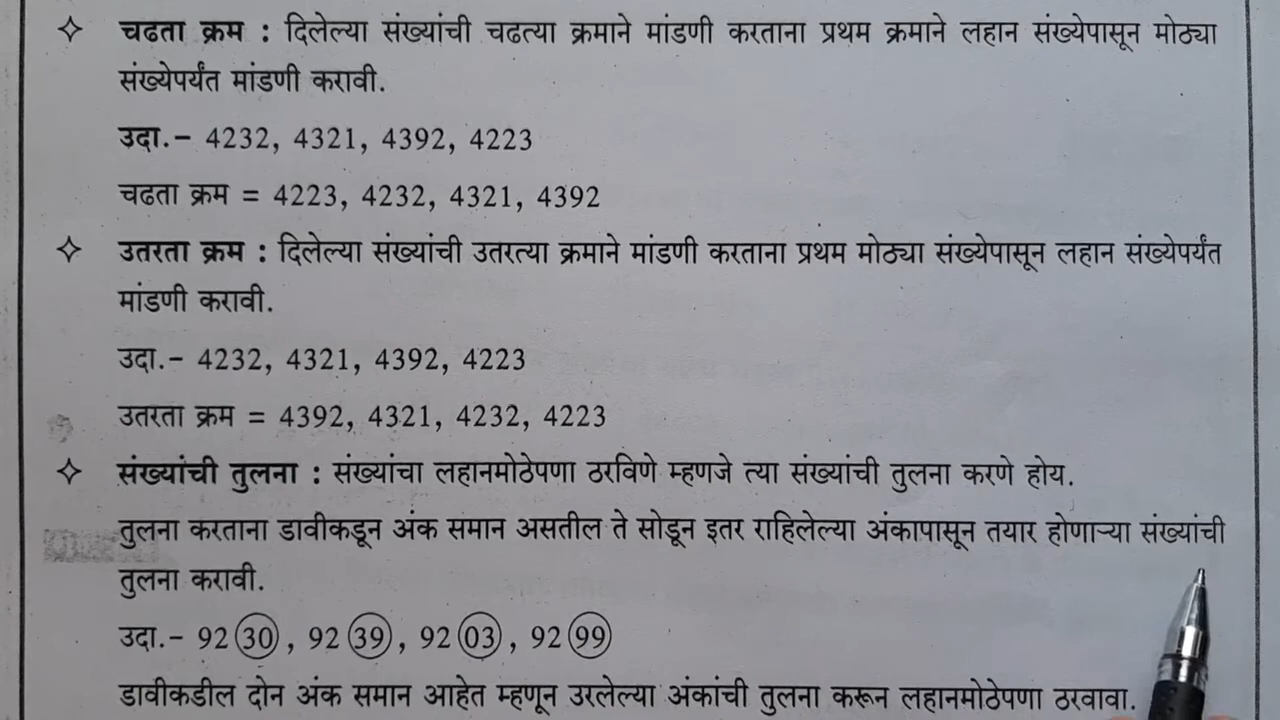 ✧ चढता क्रम : दिलेल्या संख्यांची चढत्या क्रमाने मांडणी करताना प्रथम क्रमाने लहान संख्येपासून मोठ्या
संख्येपर्यंत मांडणी करावी.
उदा.– 4232, 4321, 4392, 4223
चढता क्रम = 4223, 4232, 4321, 4392
✧ उतरता क्रम : दिलेल्या संख्यांची उतरत्या क्रमाने मांडणी करताना प्रथम मोठ्या संख्येपासून लहान संख्येपर्यंत
मांडणी करावी.
उदा.– 4232, 4321, 4392, 4223
उतरता क्रम = 4392, 4321, 4232, 4223
✧ संख्यांची तुलना : संख्यांचा लहानमोठेपणा ठरविणे म्हणजे त्या संख्यांची तुलना करणे होय.
तुलना करताना डावीकडून अंक समान असतील ते सोडून इतर राहिलेल्या अंकापासून तयार होणाऱ्या संख्यांची
तुलना करावी.
उदा.– 92 30 , 92 39 , 92 03 , 92 99
डावीकडील दोन अंक समान आहेत म्हणून उरलेल्या अंकांची तुलना करून लहानमोठेपणा ठरवावा.